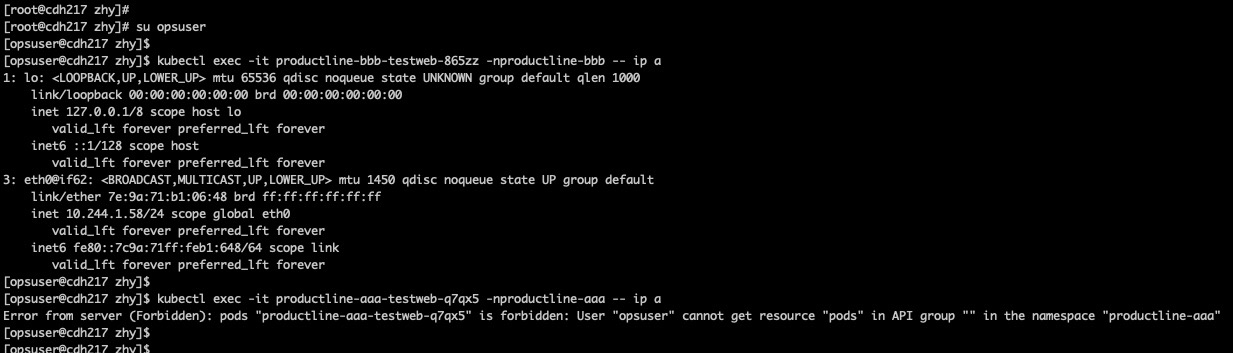 [root@cdh217 zhy]#
[root@cdh217 zhy]# su opsuser
[opsuser@cdh217 zhy]$
[opsuser@cdh217 zhy]$ kubectl exec -it productline-bbb-testweb-865zz -nproductline-bbb -- ip a
1: lo: <LOOPBACK,UP,LOWER_UP> mtu 65536 qdisc noqueue state UNKNOWN group default qlen 1000
    link/loopback 00:00:00:00:00:00 brd 00:00:00:00:00:00
    inet 127.0.0.1/8 scope host lo
       valid_lft forever preferred_lft forever
    inet6 ::1/128 scope host
       valid_lft forever preferred_lft forever
3: eth0@if62: <BROADCAST,MULTICAST,UP,LOWER_UP> mtu 1450 qdisc noqueue state UP group default
    link/ether 7e:9a:71:b1:06:48 brd ff:ff:ff:ff:ff:ff
    inet 10.244.1.58/24 scope global eth0
       valid_lft forever preferred_lft forever
    inet6 fe80::7c9a:71ff:feb1:648/64 scope link
       valid_lft forever preferred_lft forever
[opsuser@cdh217 zhy]$
[opsuser@cdh217 zhy]$ kubectl exec -it productline-aaa-testweb-q7qx5 -nproductline-aaa -- ip a
Error from server (Forbidden): pods "productline-aaa-testweb-q7qx5" is forbidden: User "opsuser" cannot get resource "pods" in API group "" in the namespace "productline-aaa"
[opsuser@cdh217 zhy]$
[opsuser@cdh217 zhy]$